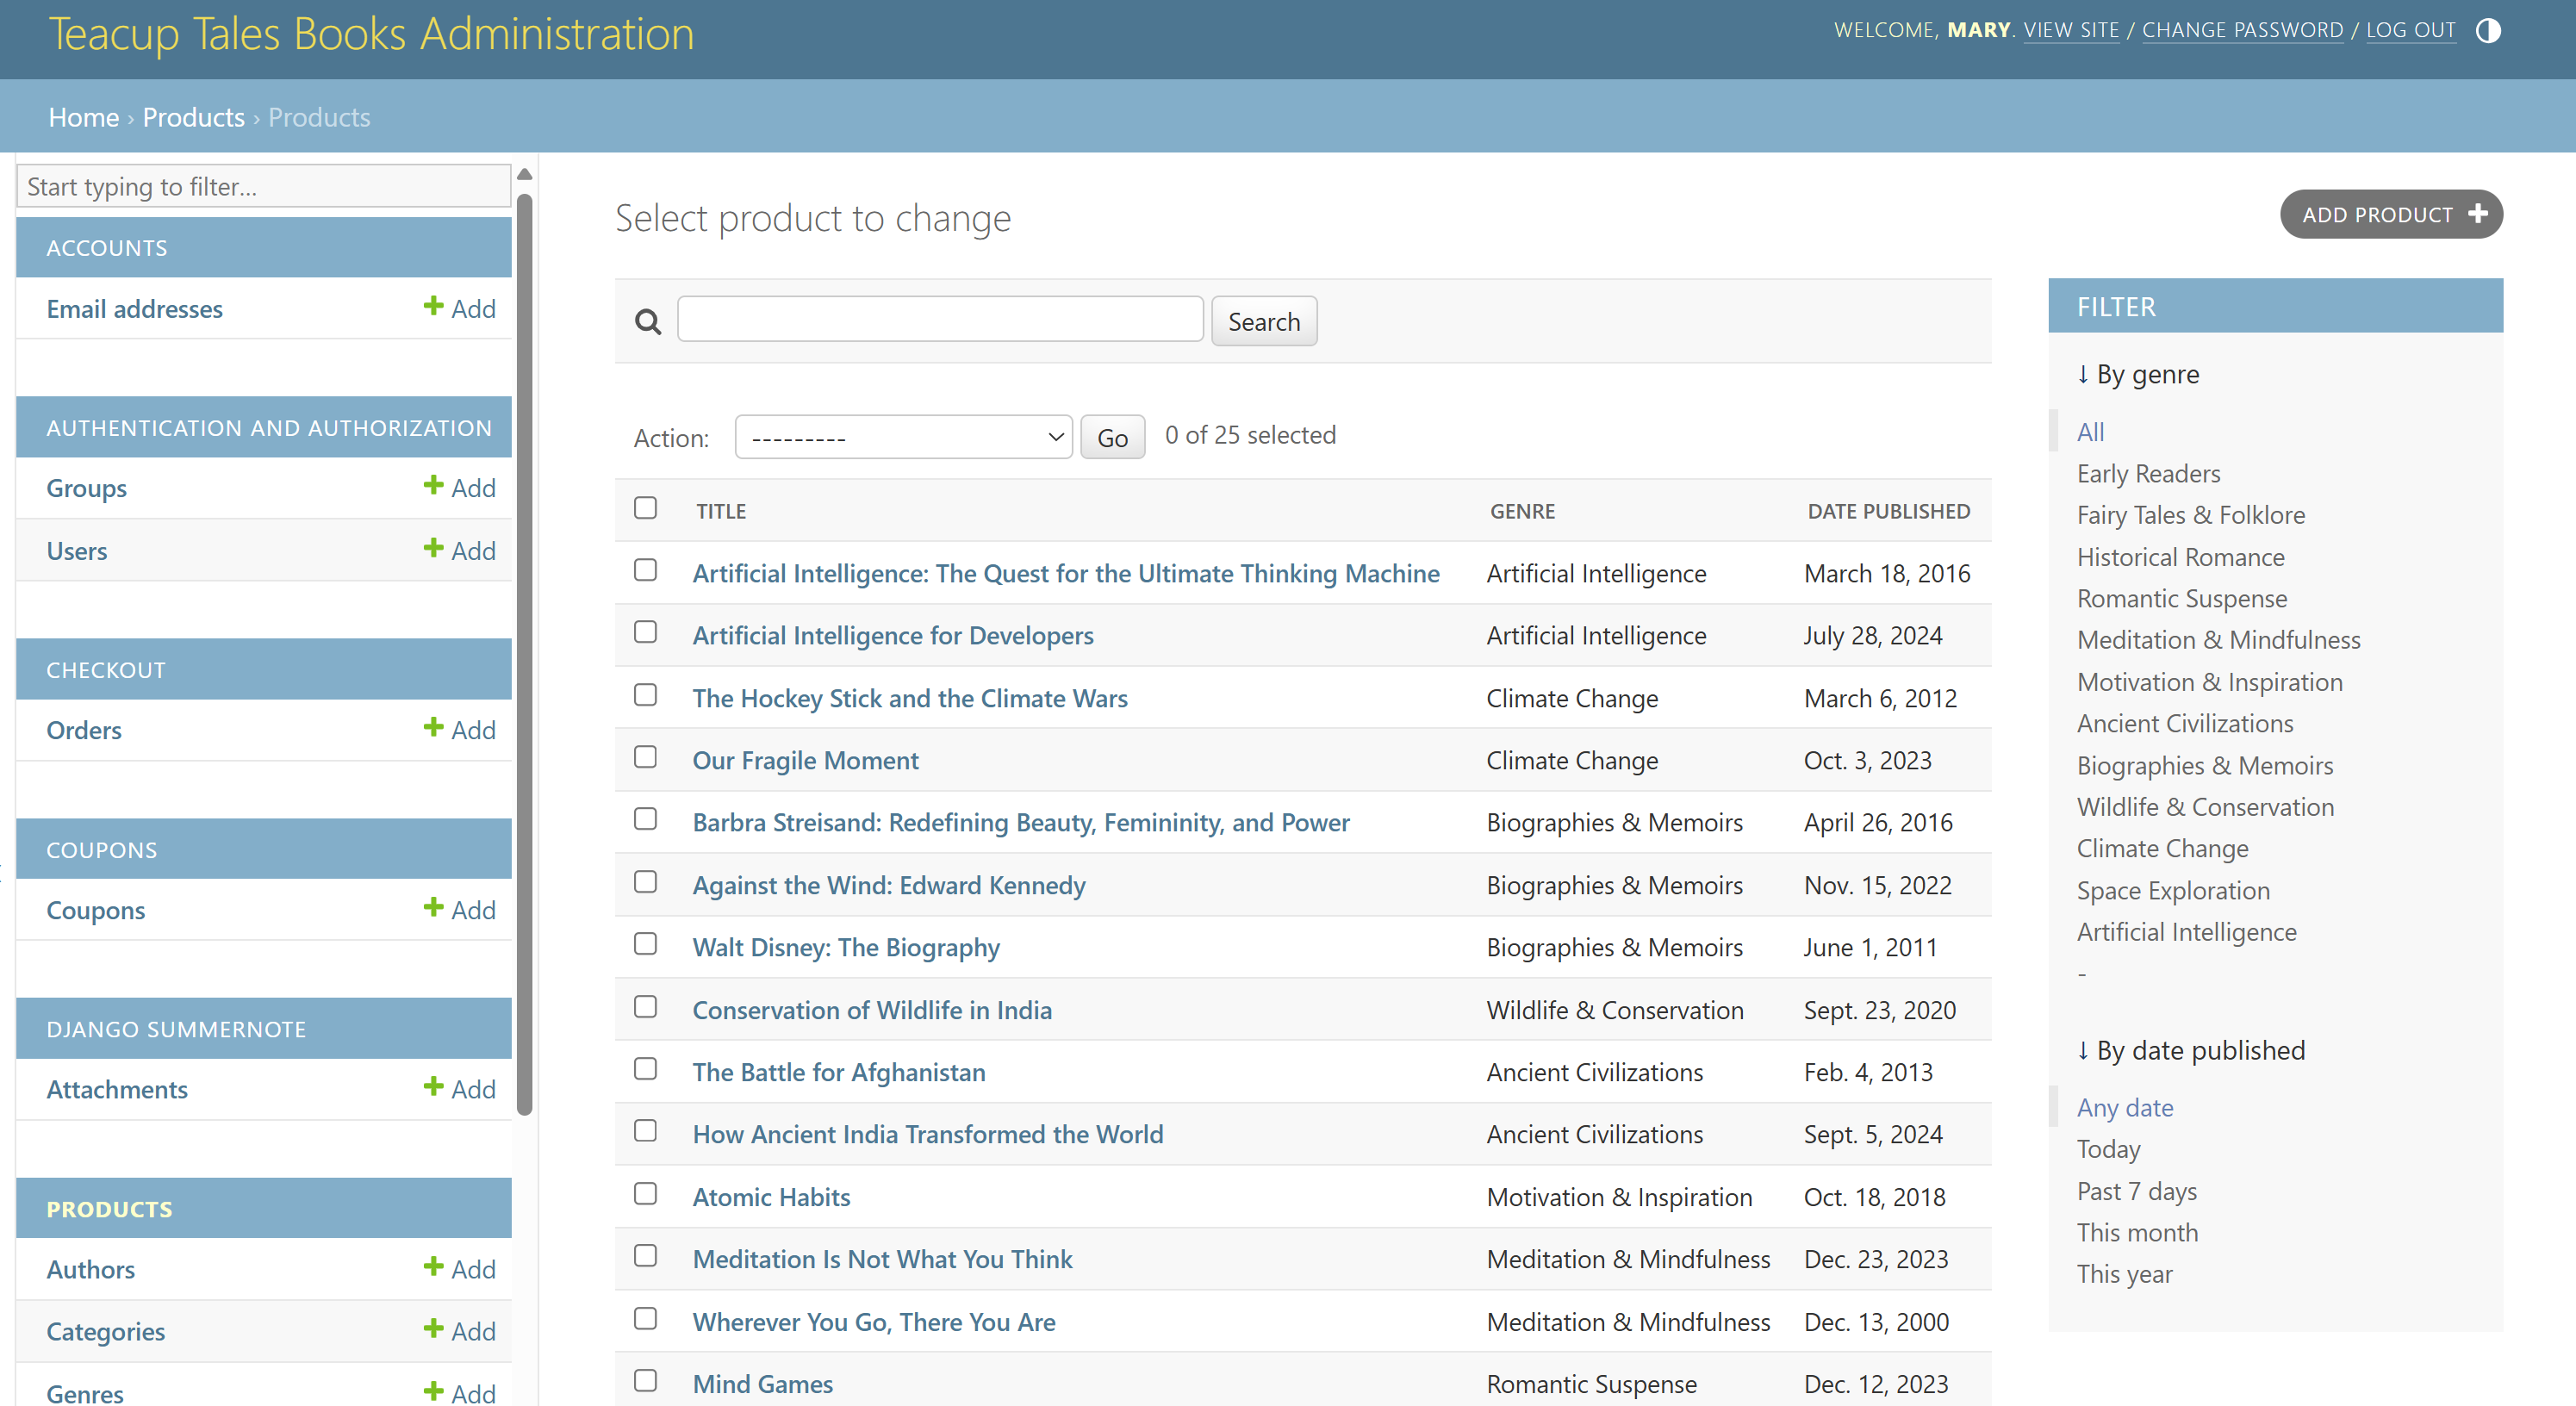 Teacup Tales Books Administration
WELCOME, MARY. VIEW SITE / CHANGE PASSWORD / LOG OUT
Home › Products › Products
Start typing to filter...
ACCOUNTS
Email addresses + Add
AUTHENTICATION AND AUTHORIZATION
Groups + Add
Users + Add
CHECKOUT
Orders + Add
COUPONS
Coupons + Add
DJANGO SUMMERNOTE
Attachments + Add
PRODUCTS
Authors + Add
Categories + Add
Genres + Add
Select product to change
ADD PRODUCT +
Search
Action: --------- Go 0 of 25 selected
TITLE GENRE DATE PUBLISHED
Artificial Intelligence: The Quest for the Ultimate Thinking Machine Artificial Intelligence March 18, 2016
Artificial Intelligence for Developers Artificial Intelligence July 28, 2024
The Hockey Stick and the Climate Wars Climate Change March 6, 2012
Our Fragile Moment Climate Change Oct. 3, 2023
Barbra Streisand: Redefining Beauty, Femininity, and Power Biographies & Memoirs April 26, 2016
Against the Wind: Edward Kennedy Biographies & Memoirs Nov. 15, 2022
Walt Disney: The Biography Biographies & Memoirs June 1, 2011
Conservation of Wildlife in India Wildlife & Conservation Sept. 23, 2020
The Battle for Afghanistan Ancient Civilizations Feb. 4, 2013
How Ancient India Transformed the World Ancient Civilizations Sept. 5, 2024
Atomic Habits Motivation & Inspiration Oct. 18, 2018
Meditation Is Not What You Think Meditation & Mindfulness Dec. 23, 2023
Wherever You Go, There You Are Meditation & Mindfulness Dec. 13, 2000
Mind Games Romantic Suspense Dec. 12, 2023
FILTER
↓ By genre
All
Early Readers
Fairy Tales & Folklore
Historical Romance
Romantic Suspense
Meditation & Mindfulness
Motivation & Inspiration
Ancient Civilizations
Biographies & Memoirs
Wildlife & Conservation
Climate Change
Space Exploration
Artificial Intelligence
-
↓ By date published
Any date
Today
Past 7 days
This month
This year